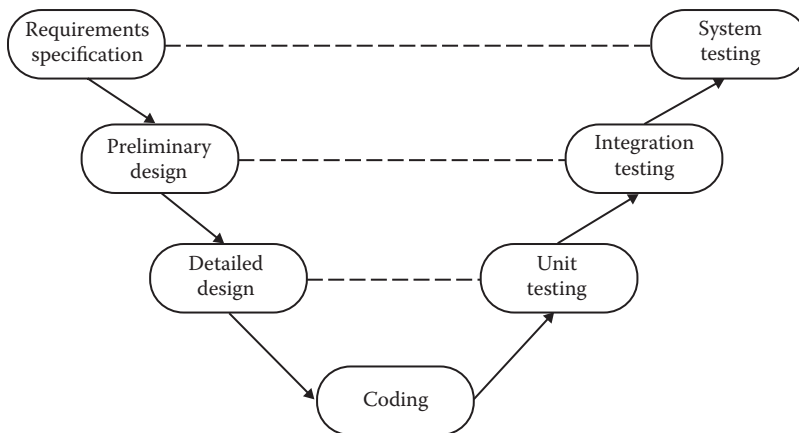 Requirements
specification
System
testing
Preliminary
design
Integration
testing
Detailed
design
Unit
testing
Coding